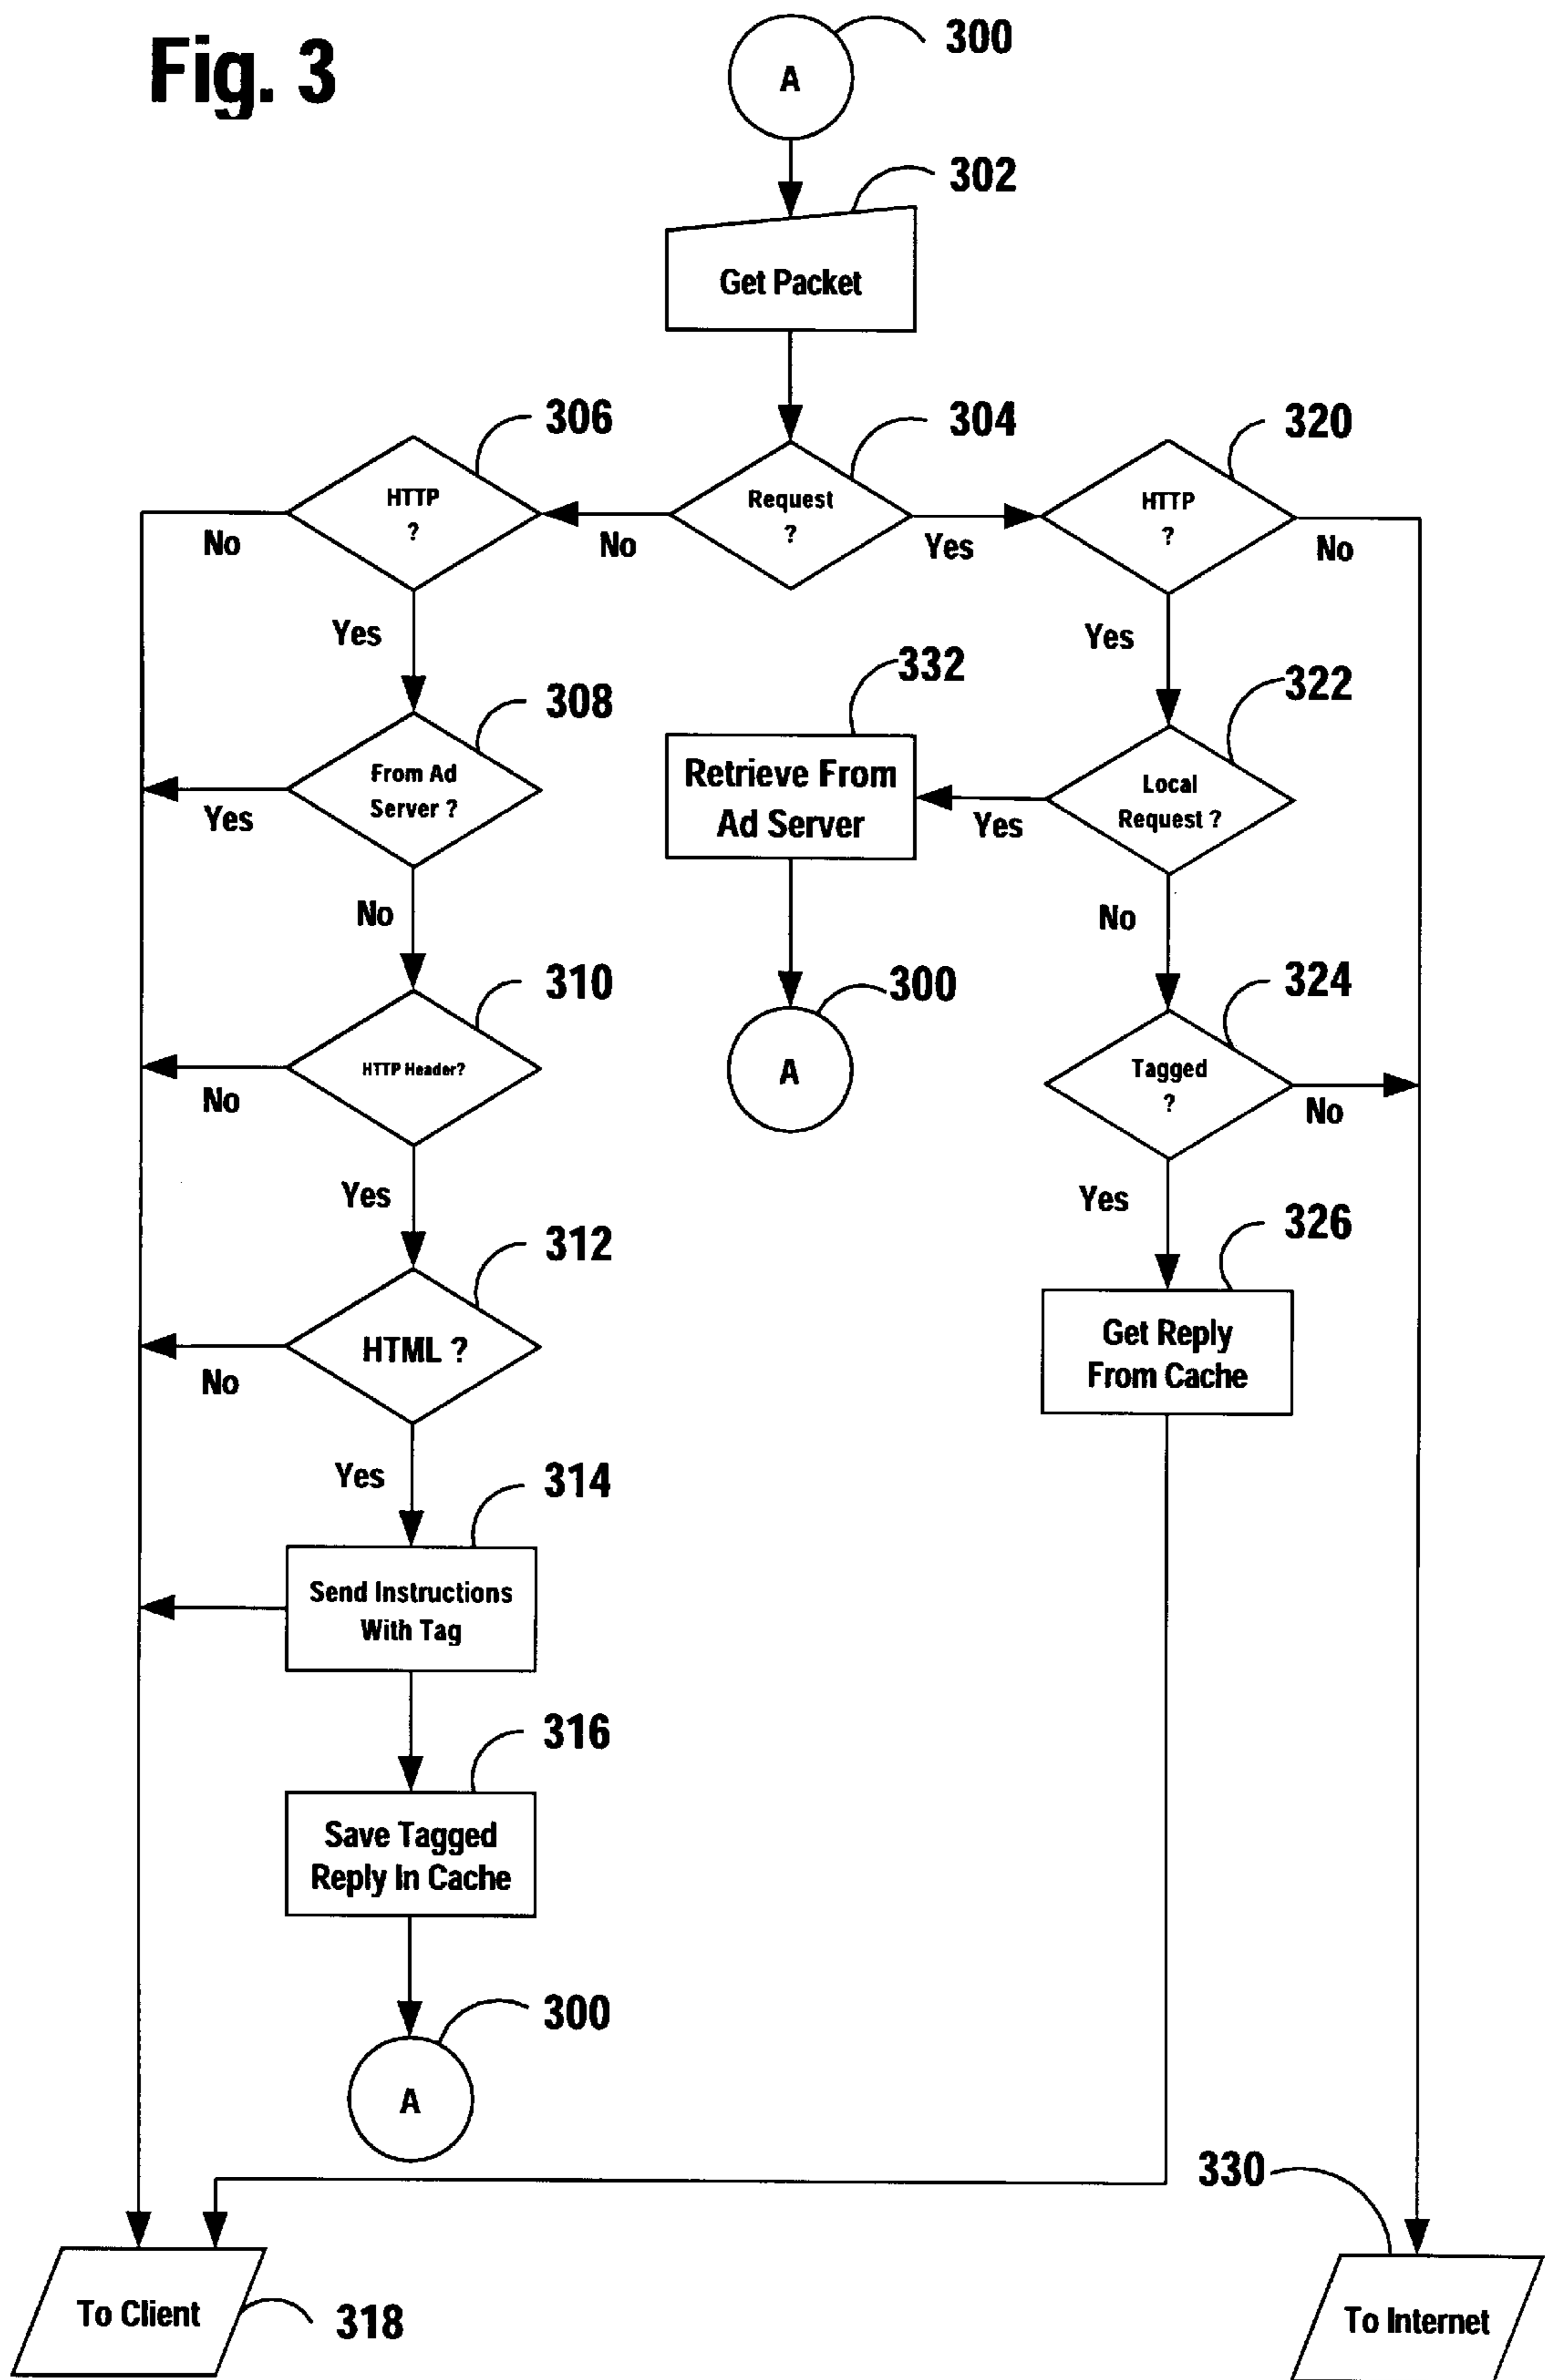 Fig. 3
300
A
302
Get Packet
306
304
320
HTTP
?
Request
?
HTTP
?
No
No
Yes
No
Yes
Yes
332
308
322
From Ad
Server ?
Retrieve From
Ad Server
Local
Request ?
Yes
Yes
No
No
310
300
324
HTTP Header?
A
Tagged
?
No
No
Yes
Yes
312
326
HTML ?
Get Reply
From Cache
No
Yes
314
Send Instructions
With Tag
316
Save Tagged
Reply In Cache
300
A
330
To Client
318
To Internet